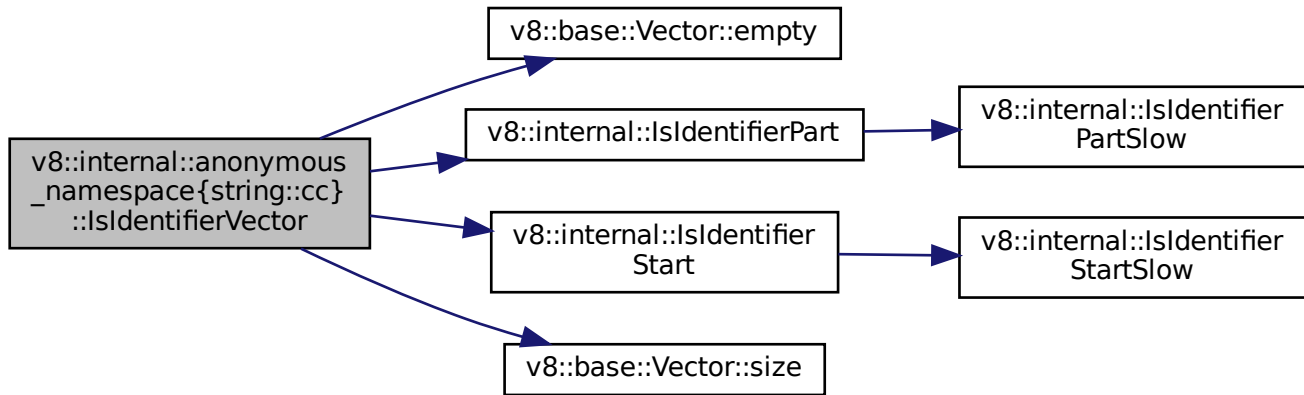 v8::internal::anonymous
_namespace{string::cc}
::IsIdentifierVector
v8::base::Vector::empty
v8::internal::IsIdentifierPart
v8::internal::IsIdentifier
PartSlow
v8::internal::IsIdentifier
Start
v8::internal::IsIdentifier
StartSlow
v8::base::Vector::size